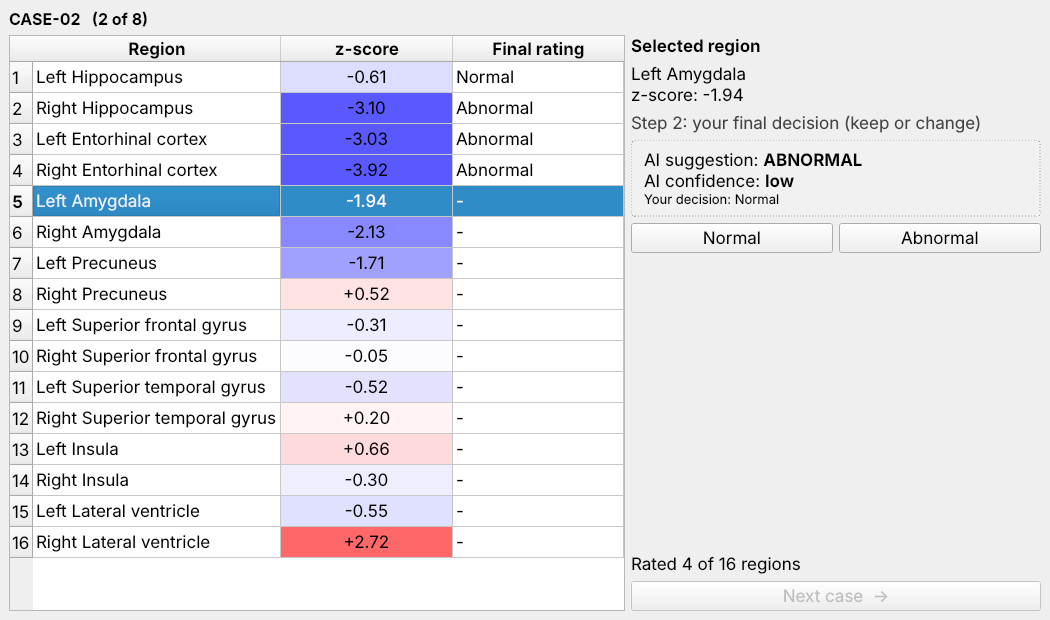 CASE-02   (2 of 8)
Region z-score Final rating
1 Left Hippocampus -0.61 Normal
2 Right Hippocampus -3.10 Abnormal
3 Left Entorhinal cortex -3.03 Abnormal
4 Right Entorhinal cortex -3.92 Abnormal
5 Left Amygdala -1.94 -
6 Right Amygdala -2.13 -
7 Left Precuneus -1.71 -
8 Right Precuneus +0.52 -
9 Left Superior frontal gyrus -0.31 -
10 Right Superior frontal gyrus -0.05 -
11 Left Superior temporal gyrus -0.52 -
12 Right Superior temporal gyrus +0.20 -
13 Left Insula +0.66 -
14 Right Insula -0.30 -
15 Left Lateral ventricle -0.55 -
16 Right Lateral ventricle +2.72 -
Selected region
Left Amygdala
z-score: -1.94
Step 2: your final decision (keep or change)
AI suggestion: ABNORMAL
AI confidence: low
Your decision: Normal
Normal Abnormal
Rated 4 of 16 regions
Next case →